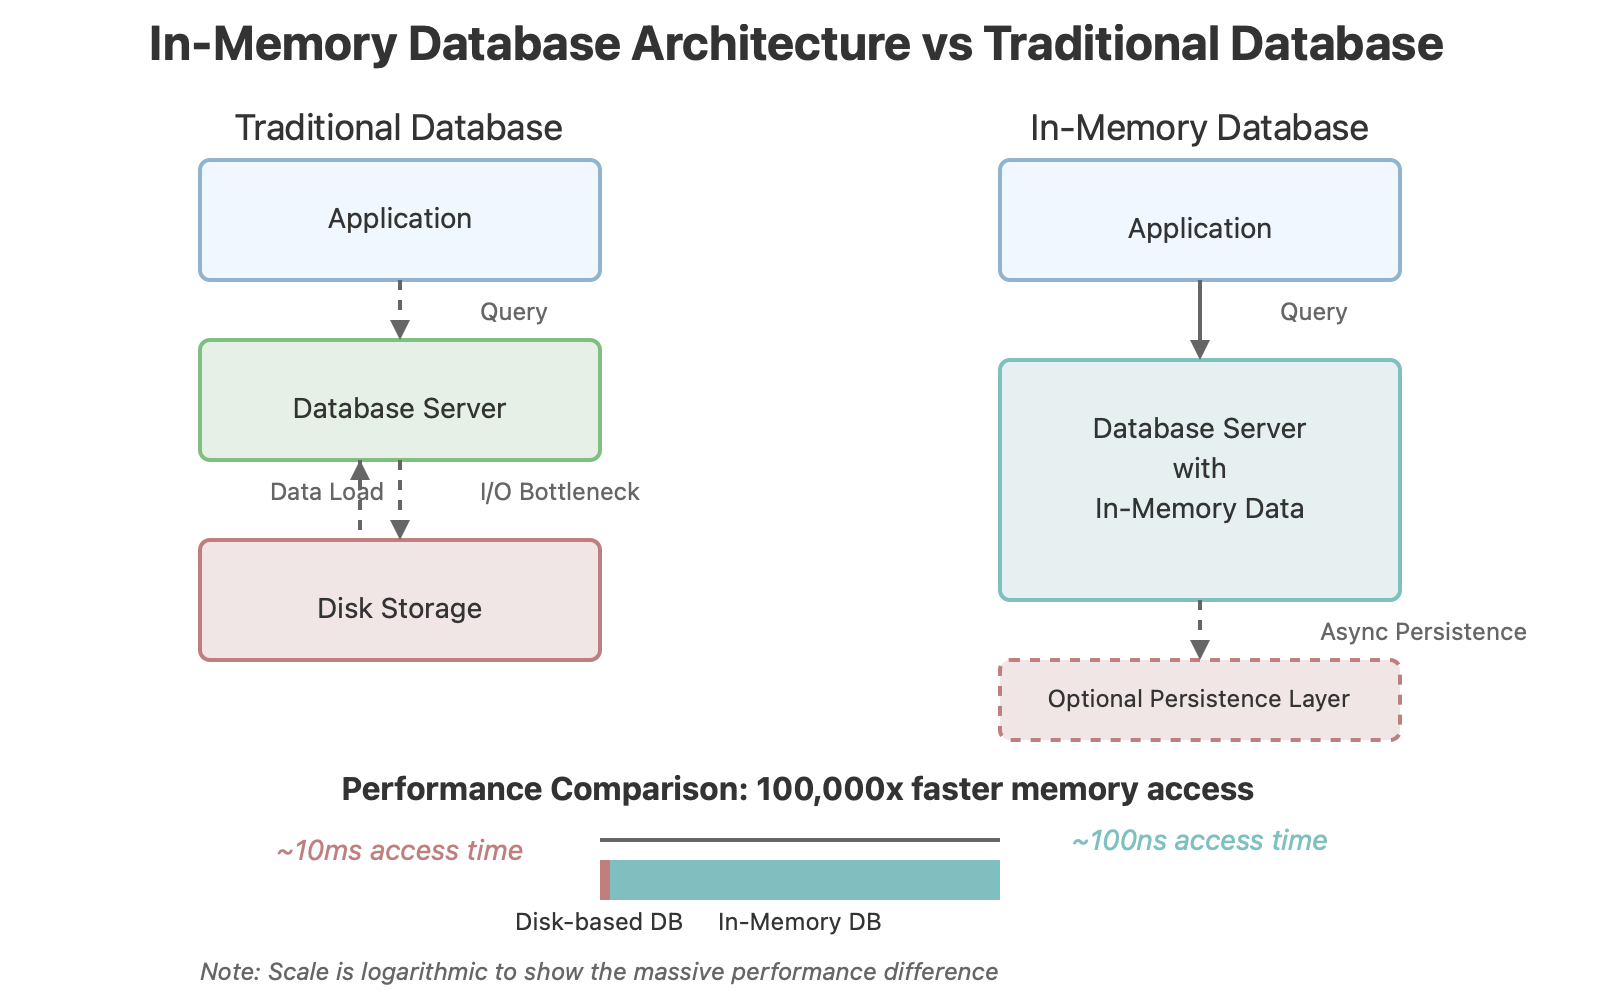 In-Memory Database Architecture vs Traditional Database
Traditional Database
Application
Query
Database Server
Data Load
I/O Bottleneck
Disk Storage
In-Memory Database
Application
Query
Database Server
with
In-Memory Data
Async Persistence
Optional Persistence Layer
Performance Comparison: 100,000x faster memory access
~10ms access time
~100ns access time
Disk-based DB
In-Memory DB
Note: Scale is logarithmic to show the massive performance difference